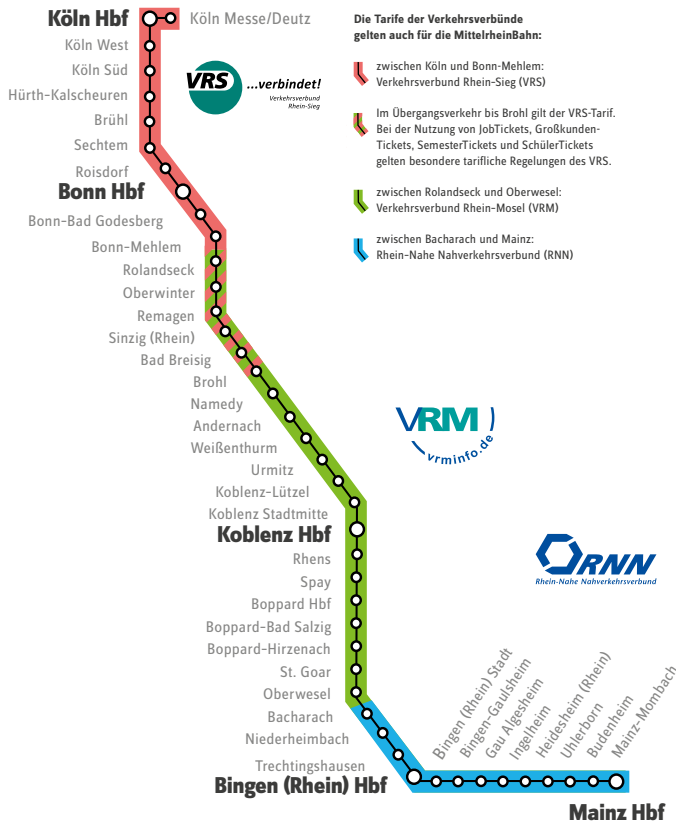 Köln Hbf
Köln Messe/Deutz
Köln West
Köln Süd
Hürth-Kalscheuren
Brühl
Sechtem
Roisdorf
Bonn Hbf
Bonn-Bad Godesberg
Bonn-Mehlem
Rolandseck
Oberwinter
Remagen
Sinzig (Rhein)
Bad Breisig
Brohl
Namedy
Andernach
Weißenthurm
Urmitz
Koblenz-Lützel
Koblenz Stadtmitte
Koblenz Hbf
Rhens
Spay
Boppard Hbf
Boppard-Bad Salzig
Boppard-Hirzenach
St. Goar
Oberwesel
Bacharach
Niederheimbach
Trechtingshausen
Bingen (Rhein) Hbf
Bingen (Rhein) Stadt
Bingen-Gaulsheim
Gau Algesheim
Ingelheim
Heidesheim (Rhein)
Uhlerborn
Budenheim
Mainz-Mombach
Mainz Hbf
VRS
...verbindet!
Verkehrsverbund
Rhein-Sieg
Die Tarife der Verkehrsverbünde
gelten auch für die MittelrheinBahn:
zwischen Köln und Bonn-Mehlem:
Verkehrsverbund Rhein-Sieg (VRS)
Im Übergangsverkehr bis Brohl gilt der VRS-Tarif.
Bei der Nutzung von JobTickets, Großkunden-
Tickets, SemesterTickets und SchülerTickets
gelten besondere tarifliche Regelungen des VRS.
zwischen Rolandseck und Oberwesel:
Verkehrsverbund Rhein-Mosel (VRM)
zwischen Bacharach und Mainz:
Rhein-Nahe Nahverkehrsverbund (RNN)
VRM
vrminfo.de
RNN
Rhein-Nahe Nahverkehrsverbund